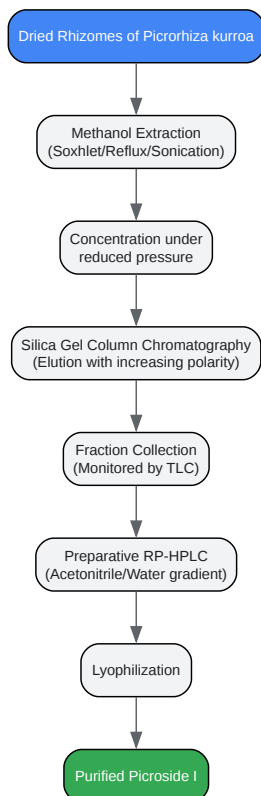 Dried Rhizomes of Picrorhiza kurroa
Methanol Extraction
(Soxhlet/Reflux/Sonication)
Concentration under
reduced pressure
Silica Gel Column Chromatography
(Elution with increasing polarity)
Fraction Collection
(Monitored by TLC)
Preparative RP-HPLC
(Acetonitrile/Water gradient)
Lyophilization
Purified Picroside I